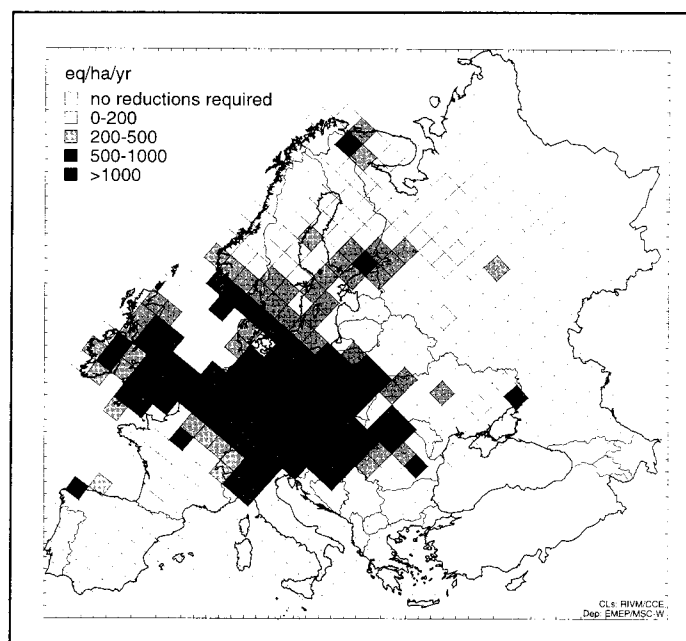 eq/ha/yr
no reductions required
0-200
200-500
500-1000
>1000
CLs: RIVM/CCE
Dep: EMEP/MSC-W